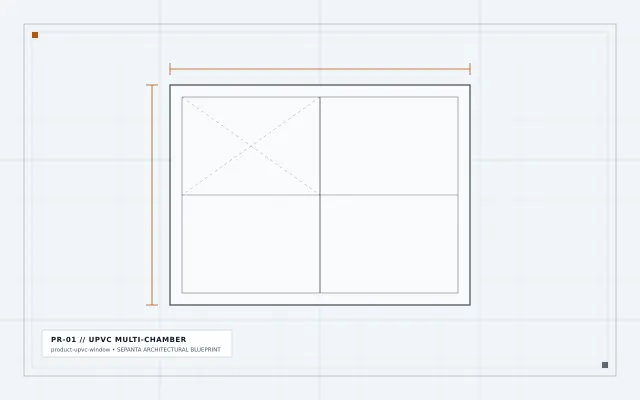 PR-01 // UPVC MULTI-CHAMBER
product-upvc-window • SEPANTA ARCHITECTURAL BLUEPRINT